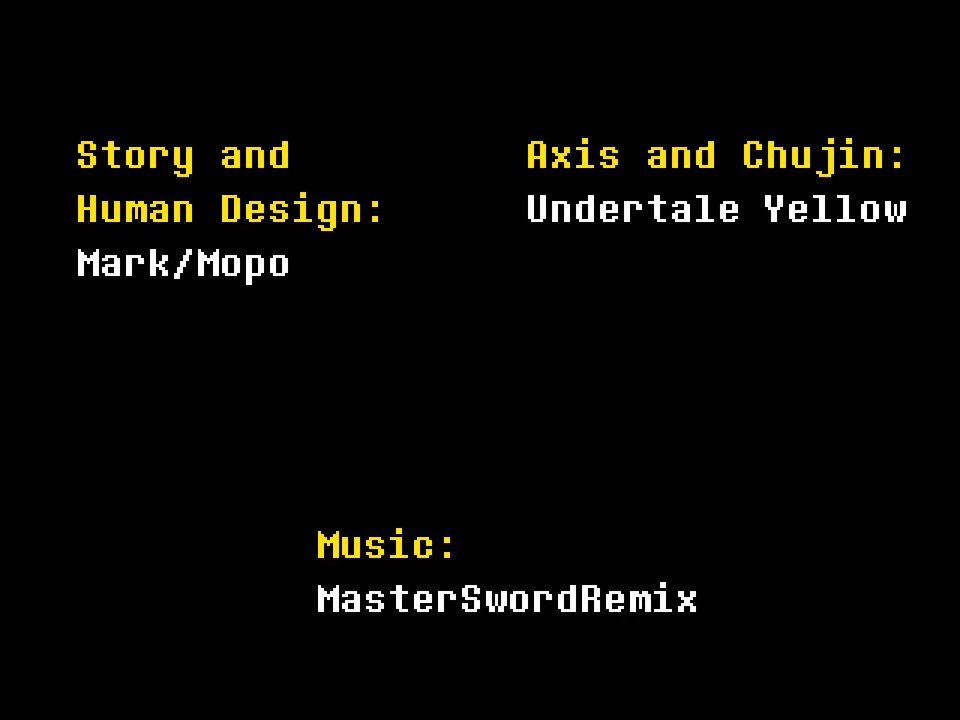 Story and
Human Design:
Mark/Mopo
Axis and Chujin:
Undertale Yellow
Music:
MasterSwordRemix